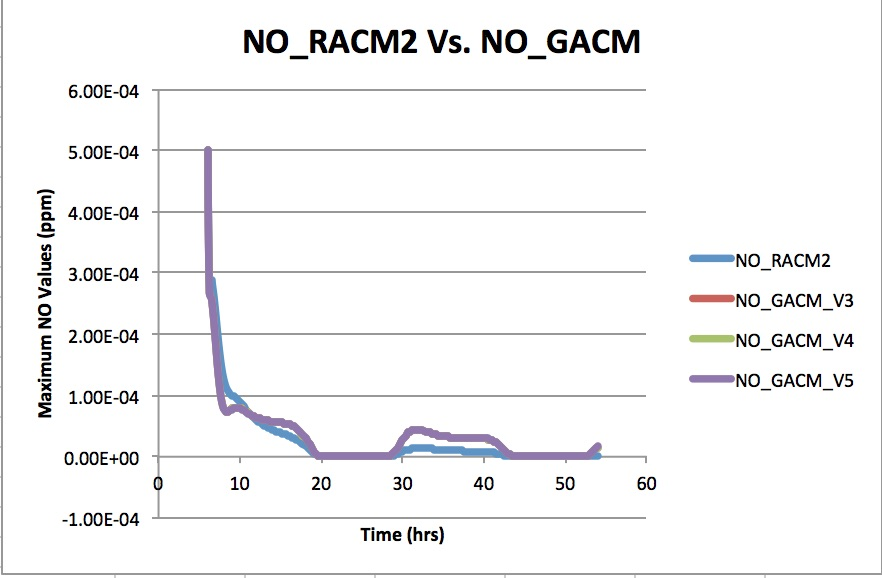 NO_RACM2 Vs. NO_GACM
6.00E-04
5.00E-04
4.00E-04
3.00E-04
2.00E-04
1.00E-04
0.00E+00
-1.00E-04
Maximum NO Values (ppm)
0 10 20 30 40 50 60
Time (hrs)
NO_RACM2
NO_GACM_V3
NO_GACM_V4
NO_GACM_V5